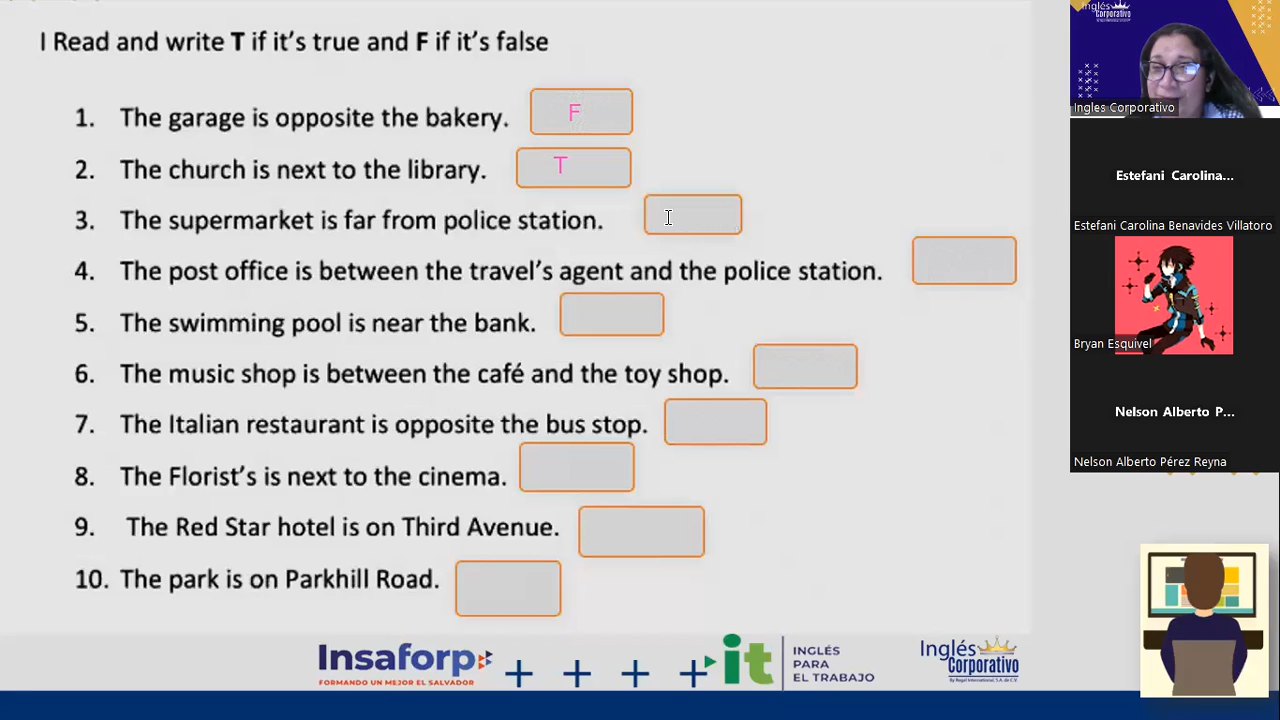 I Read and write T if it's true and F if it's false
1. The garage is opposite the bakery. F
2. The church is next to the library. T
3. The supermarket is far from police station.
4. The post office is between the travel's agent and the police station.
5. The swimming pool is near the bank.
6. The music shop is between the café and the toy shop.
7. The Italian restaurant is opposite the bus stop.
8. The Florist's is next to the cinema.
9. The Red Star hotel is on Third Avenue.
10. The park is on Parkhill Road.
Insaforp
FORMANDO UN MEJOR EL SALVADOR
it
INGLÉS
PARA
EL TRABAJO
Inglés
Corporativo
By Regal International, S.A. de C.V.
Inglés
Corporativo
Ingles Corporativo
Estefani Carolina...
Estefani Carolina Benavides Villatoro
Bryan Esquivel
Nelson Alberto P...
Nelson Alberto Pérez Reyna